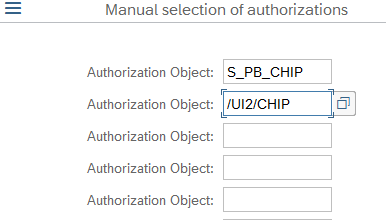 Manual selection of authorizations
Authorization Object: S_PB_CHIP
Authorization Object: /UI2/CHIP
Authorization Object:
Authorization Object:
Authorization Object: